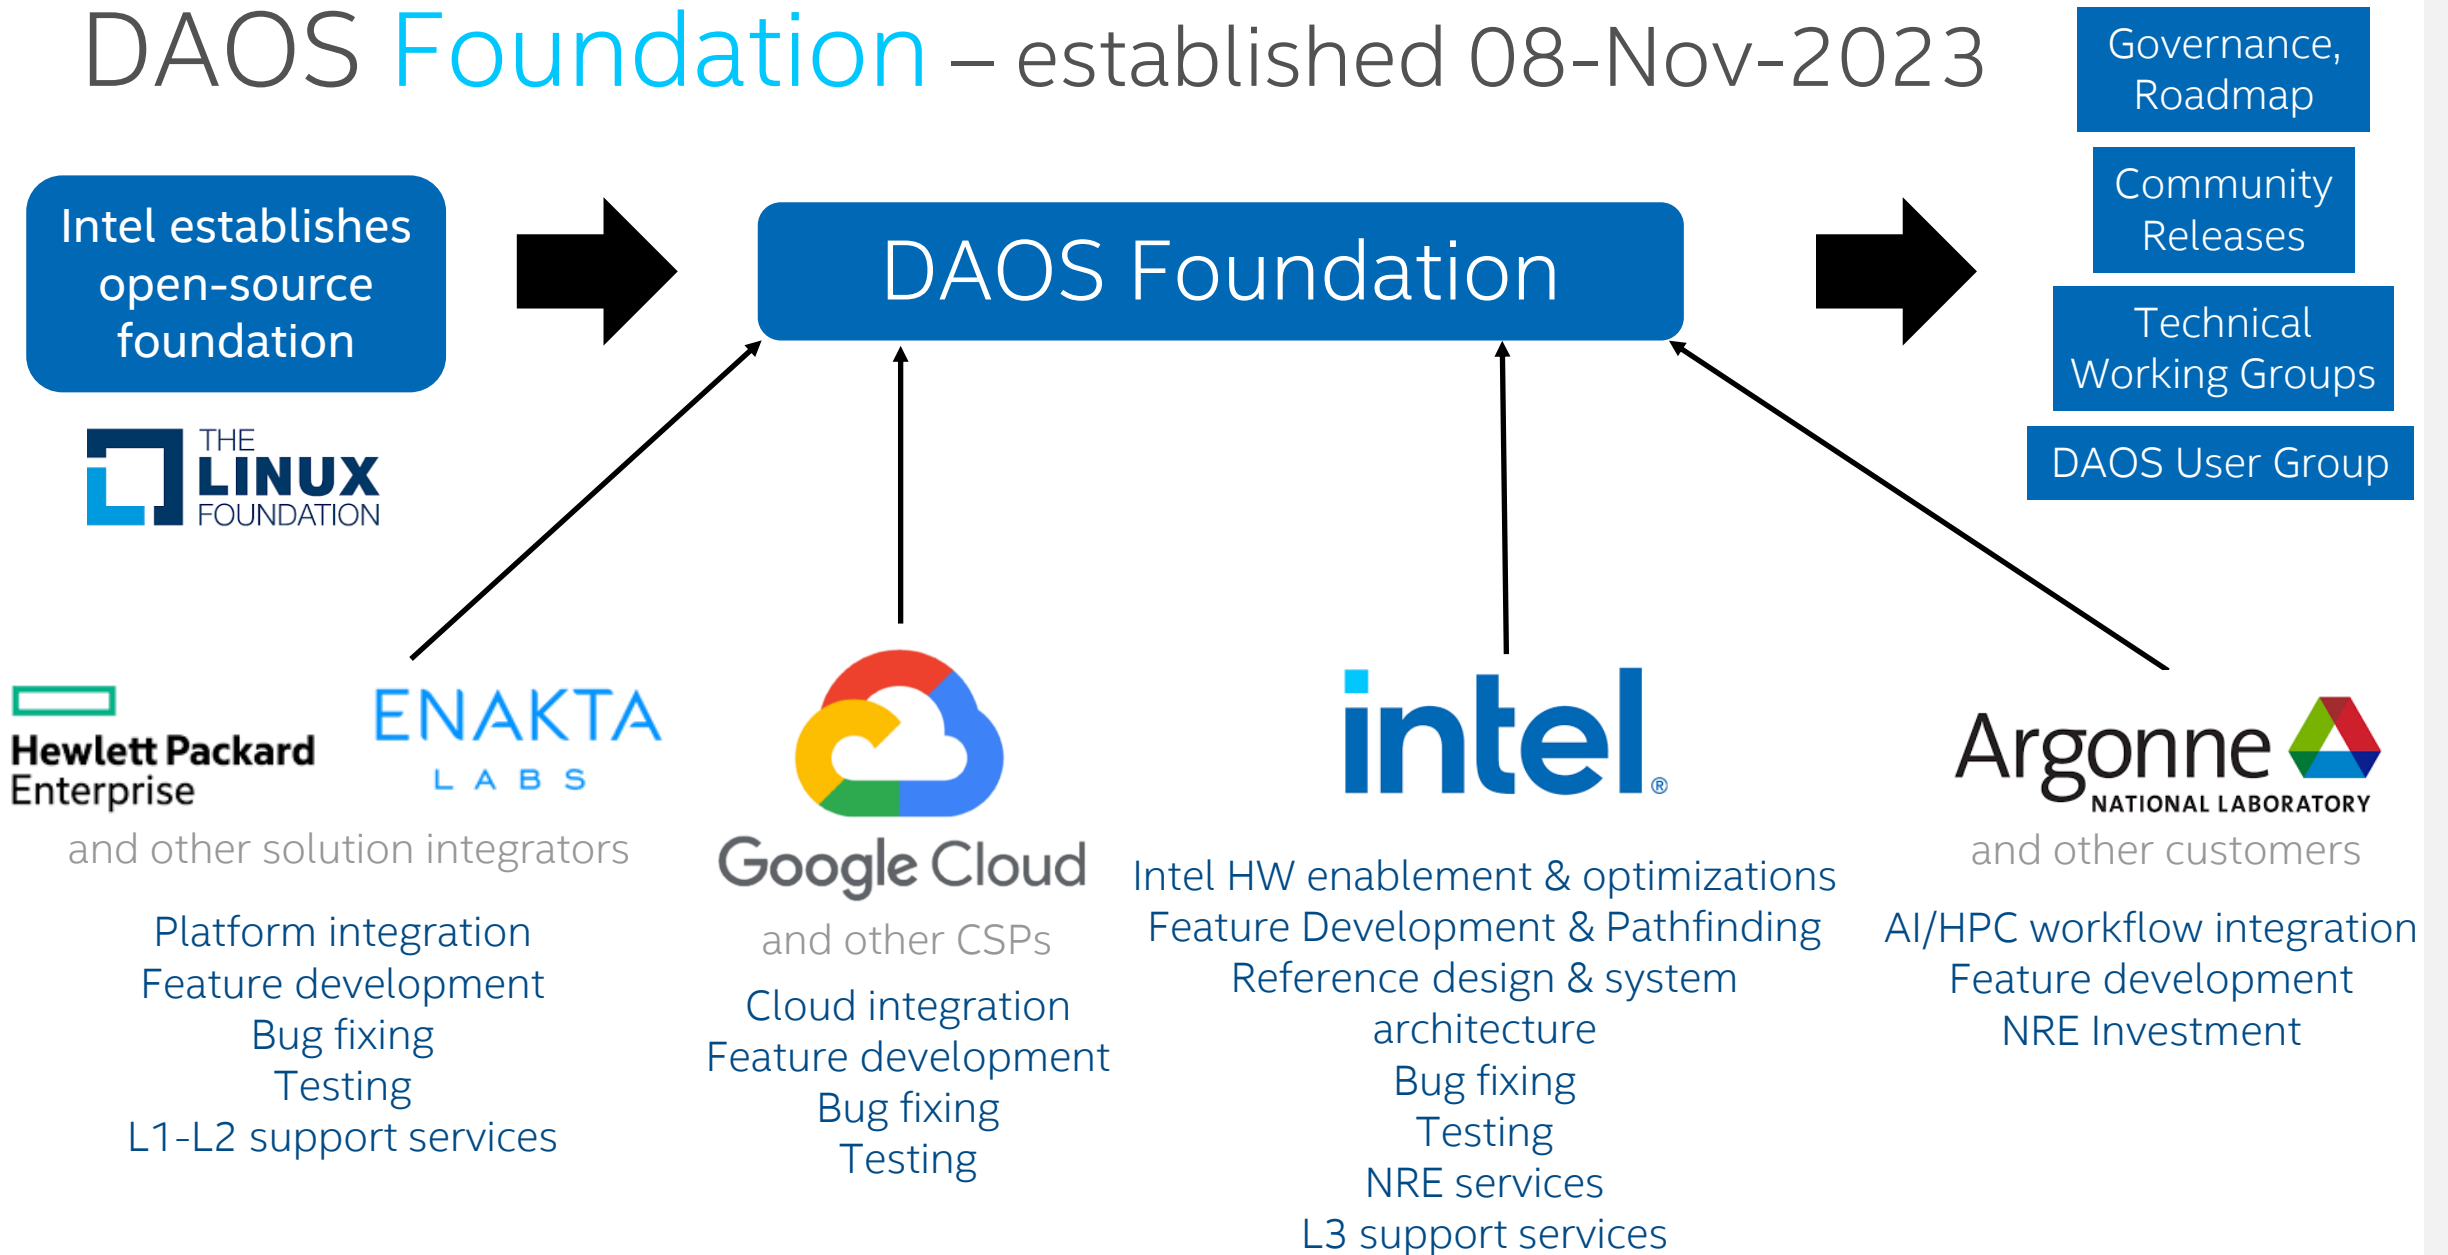 DAOS Foundation – established 08-Nov-2023
Governance,
Roadmap
Community
Releases
Technical
Working Groups
DAOS User Group
Intel establishes
open-source
foundation
DAOS Foundation
THE
LINUX
FOUNDATION
Hewlett Packard
Enterprise
ENAKTA
LABS
and other solution integrators
Platform integration
Feature development
Bug fixing
Testing
L1-L2 support services
Google Cloud
and other CSPs
Cloud integration
Feature development
Bug fixing
Testing
intel®
Intel HW enablement & optimizations
Feature Development & Pathfinding
Reference design & system
architecture
Bug fixing
Testing
NRE services
L3 support services
Argonne
NATIONAL LABORATORY
and other customers
AI/HPC workflow integration
Feature development
NRE Investment